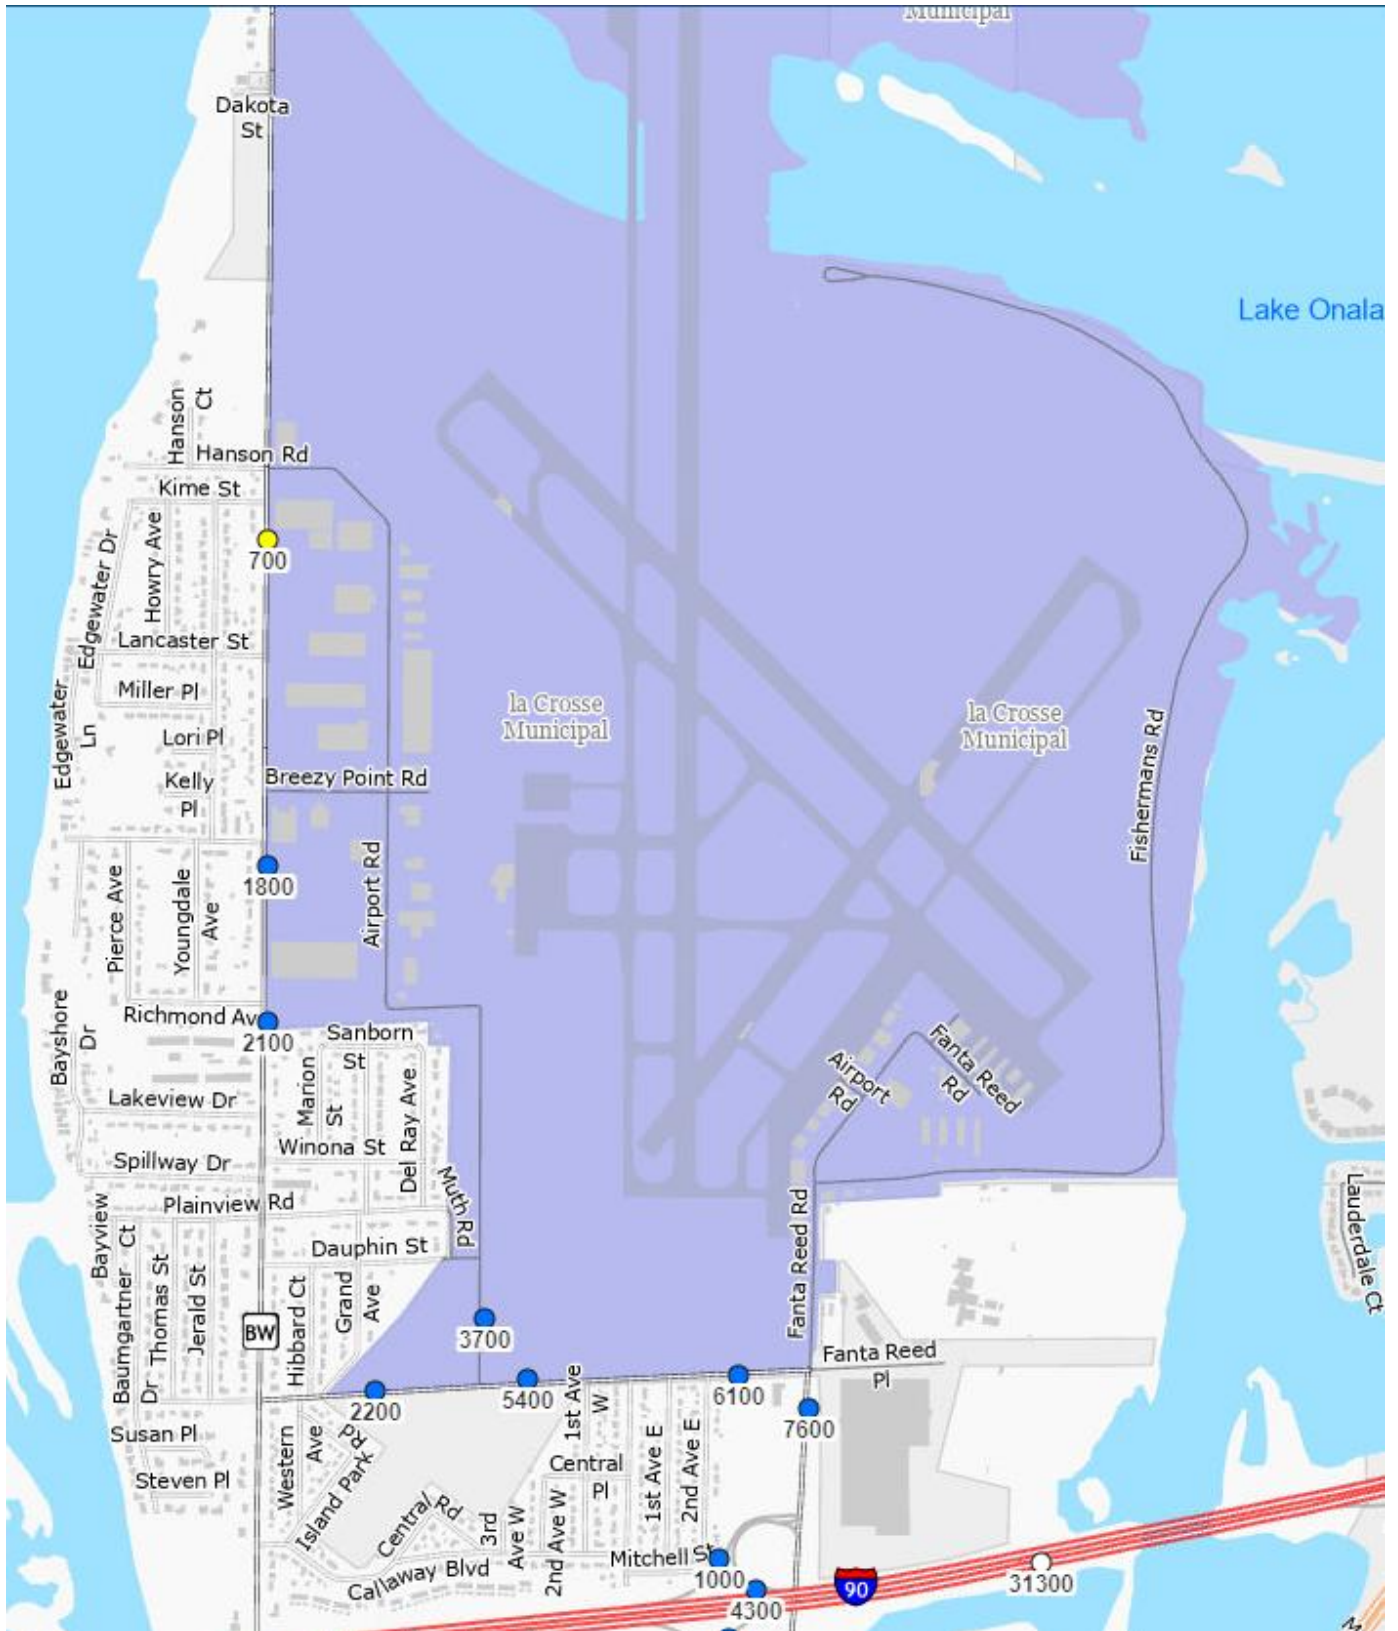 Municipal
Dakota
St
Lake Onala
Hanson
Ct
Hanson Rd
Kime St
Howry Ave
Edgewater Dr
700
Lancaster St
Miller Pl
Edgewater
Ln
Lori Pl
Kelly
Pl
Breezy Point Rd
la Crosse
Municipal
la Crosse
Municipal
Fishermans Rd
1800
Airport Rd
Pierce Ave
Youngdale
Ave
Richmond Av
2100
Bayshore
Dr
Sanborn
St
Marion
St
Del Ray Ave
Airport
Rd
Fanta Reed
Rd
Lakeview Dr
Winona St
Spillway Dr
Plainview Rd
Muth Rd
Dauphin St
Bayview
Baumgartner Ct
Dr
Thomas St
Jerald St
BW
Hibbard Ct
Grand
Ave
3700
Fanta Reed Rd
Lauderdale Ct
Fanta Reed
Pl
2200
5400
6100
7600
1st Ave
W
Susan Pl
Steven Pl
Western
Ave
Island Park
Rd
Central
Rd
3rd
Ave W
2nd Ave W
Central
Pl
1st Ave E
2nd Ave E
Callaway Blvd
Mitchell St
1000
4300
90
31300